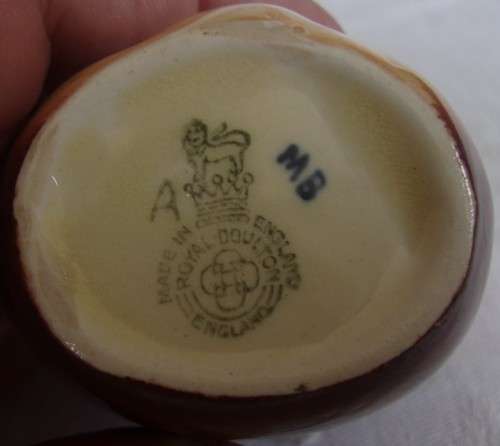 A
MB
MADE IN ENGLAND
ROYAL DOULTON
ENGLAND